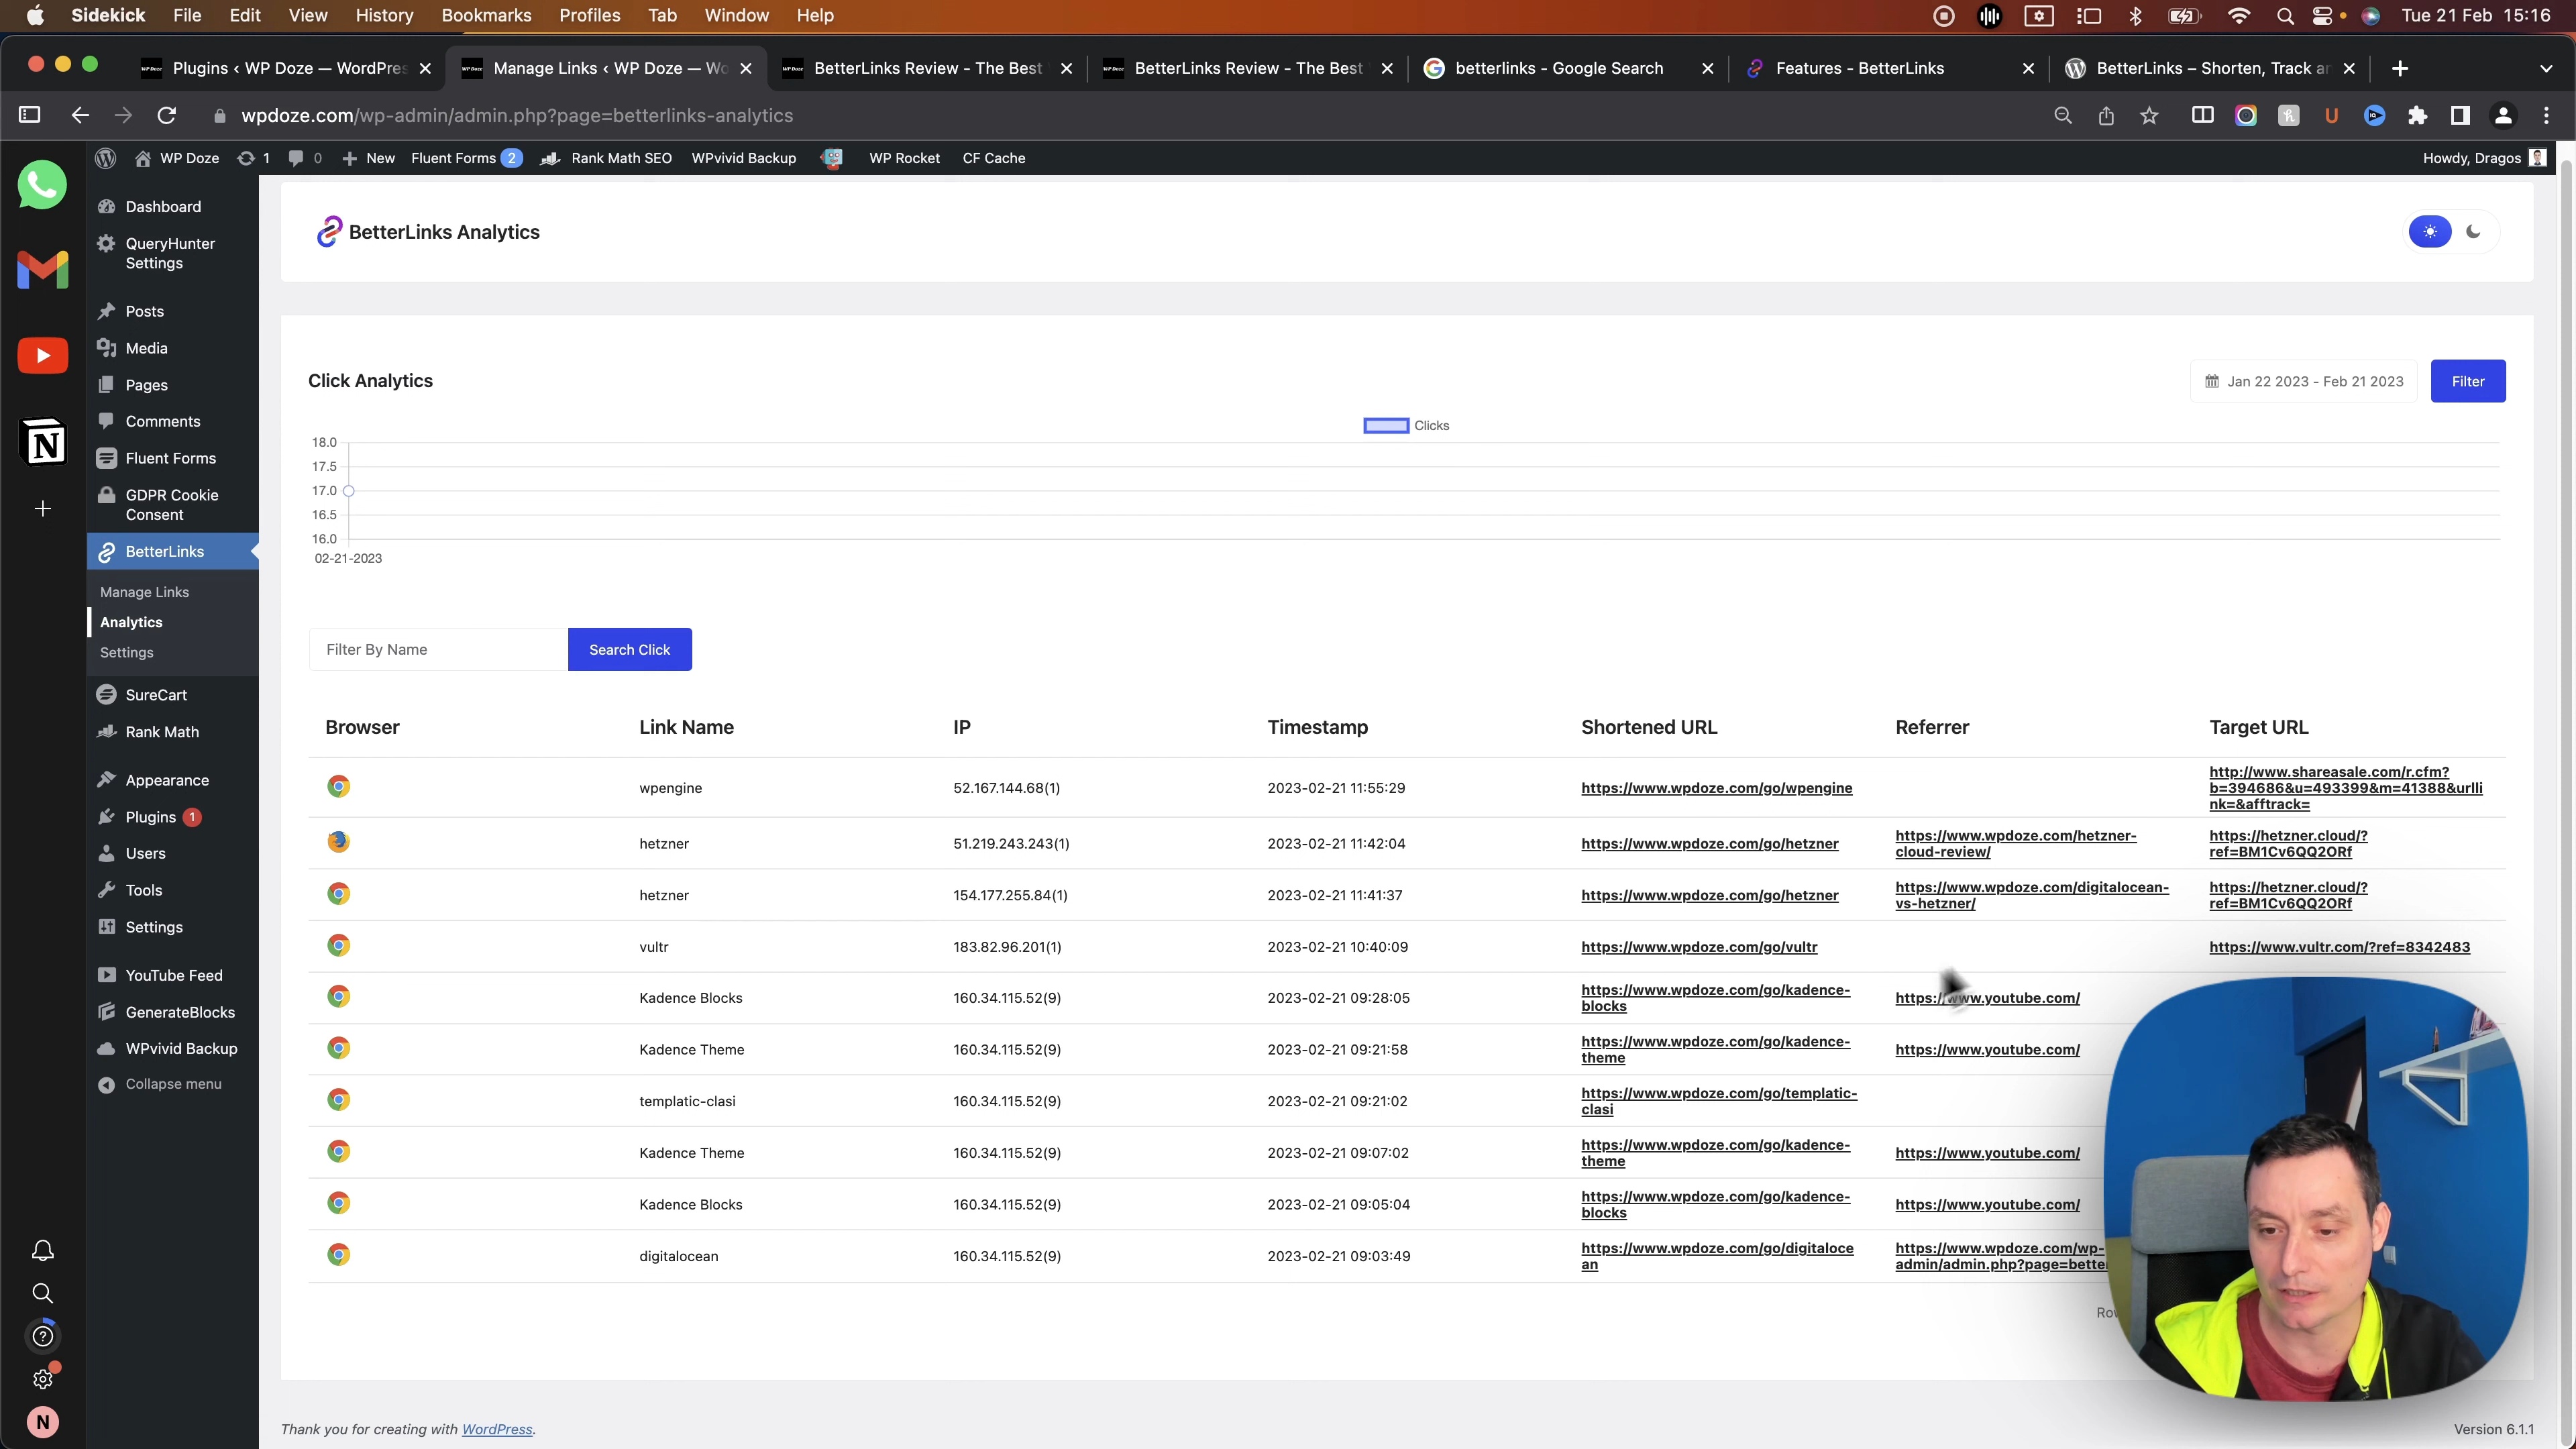 Sidekick File Edit View History Bookmarks Profiles Tab Window Help Tue 21 Feb 15:16
Plugins ‹ WP Doze — WordPres
Manage Links ‹ WP Doze — Wo
BetterLinks Review - The Best
BetterLinks Review - The Best
betterlinks - Google Search
Features - BetterLinks
BetterLinks – Shorten, Track ar
wpdoze.com/wp-admin/admin.php?page=betterlinks-analytics
WP Doze 1 0 New Fluent Forms 2 Rank Math SEO WPvivid Backup WP Rocket CF Cache Howdy, Dragos
Dashboard
QueryHunter
Settings
Posts
Media
Pages
Comments
Fluent Forms
GDPR Cookie
Consent
BetterLinks
Manage Links
Analytics
Settings
SureCart
Rank Math
Appearance
Plugins 1
Users
Tools
Settings
YouTube Feed
GenerateBlocks
WPvivid Backup
Collapse menu
N
BetterLinks Analytics
Click Analytics
Jan 22 2023 - Feb 21 2023 Filter
Clicks
18.0
17.5
17.0
16.5
16.0
02-21-2023
Filter By Name Search Click
Browser Link Name IP Timestamp Shortened URL Referrer Target URL
wpengine 52.167.144.68(1) 2023-02-21 11:55:29 https://www.wpdoze.com/go/wpengine
http://www.shareasale.com/r.cfm?
b=394686&u=493399&m=41388&urlli
nk=&afftrack=
hetzner 51.219.243.243(1) 2023-02-21 11:42:04 https://www.wpdoze.com/go/hetzner
https://www.wpdoze.com/hetzner-
cloud-review/
https://hetzner.cloud/?
ref=BM1Cv6QQ2ORf
hetzner 154.177.255.84(1) 2023-02-21 11:41:37 https://www.wpdoze.com/go/hetzner
https://www.wpdoze.com/digitalocean-
vs-hetzner/
https://hetzner.cloud/?
ref=BM1Cv6QQ2ORf
vultr 183.82.96.201(1) 2023-02-21 10:40:09 https://www.wpdoze.com/go/vultr https://www.vultr.com/?ref=8342483
Kadence Blocks 160.34.115.52(9) 2023-02-21 09:28:05
https://www.wpdoze.com/go/kadence-
blocks
https://www.youtube.com/
Kadence Theme 160.34.115.52(9) 2023-02-21 09:21:58
https://www.wpdoze.com/go/kadence-
theme
https://www.youtube.com/
templatic-clasi 160.34.115.52(9) 2023-02-21 09:21:02
https://www.wpdoze.com/go/templatic-
clasi
Kadence Theme 160.34.115.52(9) 2023-02-21 09:07:02
https://www.wpdoze.com/go/kadence-
theme
https://www.youtube.com/
Kadence Blocks 160.34.115.52(9) 2023-02-21 09:05:04
https://www.wpdoze.com/go/kadence-
blocks
https://www.youtube.com/
digitalocean 160.34.115.52(9) 2023-02-21 09:03:49
https://www.wpdoze.com/go/digitaloce
an
https://www.wpdoze.com/wp-
admin/admin.php?page=bette
Thank you for creating with WordPress.
Version 6.1.1